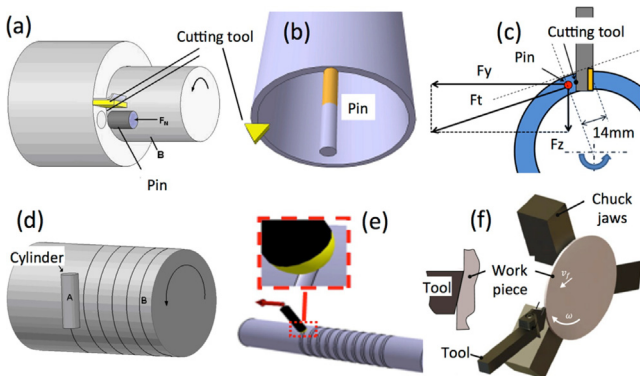 (a)
Cutting tool
F_N
B
Pin
(b)
Pin
(c)
Cutting tool
Pin
Fy
Ft
14mm
Fz
(d)
Cylinder
A
B
(e)
(f)
Chuck
jaws
Work
piece
Tool
v_f
ω
Tool